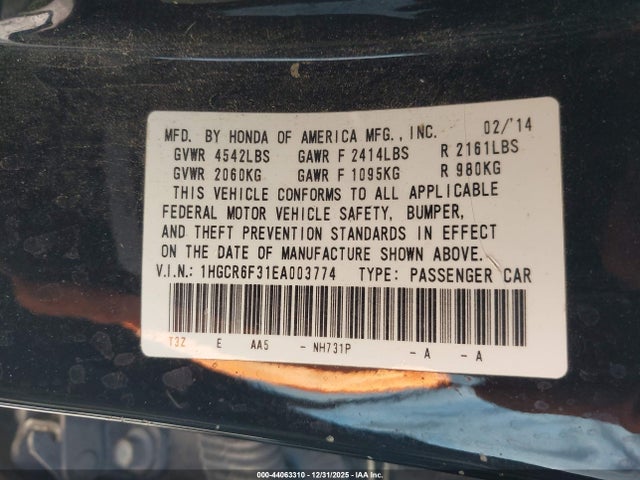 MFD. BY HONDA OF AMERICA MFG., INC. 02/'14
GVWR 4542LBS GAWR F 2414LBS R 2161LBS
GVWR 2060KG GAWR F 1095KG R 980KG
THIS VEHICLE CONFORMS TO ALL APPLICABLE
FEDERAL MOTOR VEHICLE SAFETY, BUMPER,
AND THEFT PREVENTION STANDARDS IN EFFECT
ON THE DATE OF MANUFACTURE SHOWN ABOVE.
V.I.N.: 1HGCR6F31EA003774 TYPE: PASSENGER CAR
T3Z E AA5 - NH731P - A - A
000-44063310 - 12/31/2025 - IAA Inc.